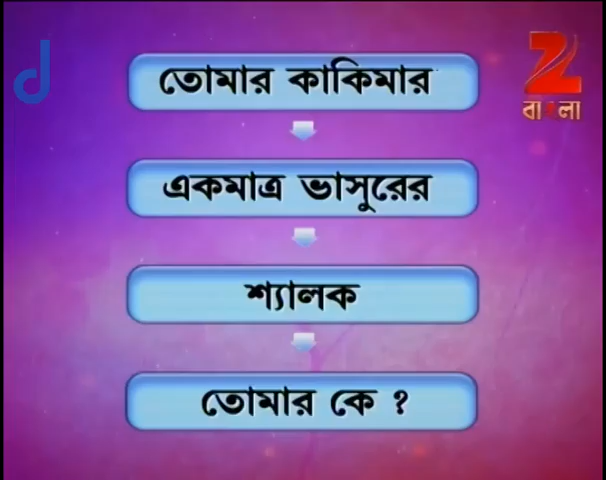 তোমার কাকিমার
একমাত্র ভাসুরের
শ্যালক
তোমার কে ?
বাংলা